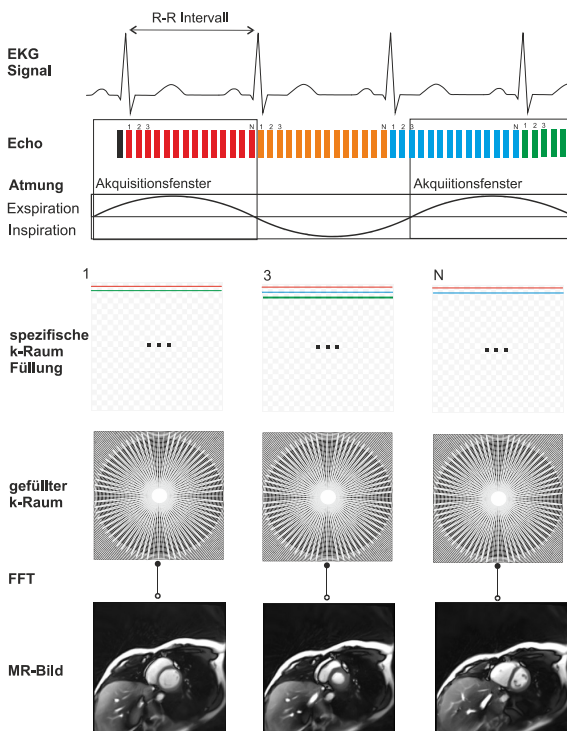 R-R Intervall
EKG
Signal
1 2 3 N 1 2 3 N 1 2 3 N 1 2 3
Echo
Atmung
Akquisitionsfenster Akquiitionsfenster
Exspiration
Inspiration
1 3 N
spezifische
k-Raum
Füllung
gefüllter
k-Raum
FFT
MR-Bild